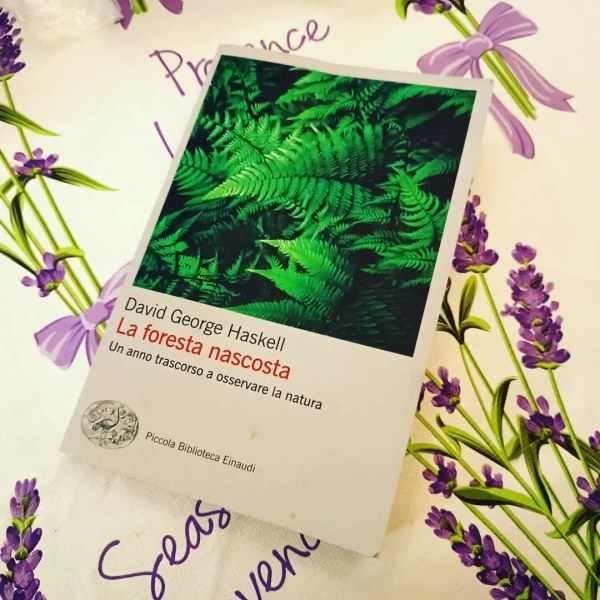 Provence
David George Haskell
La foresta nascosta
Un anno trascorso a osservare la natura
Piccola Biblioteca Einaudi